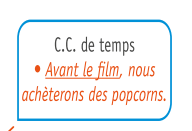 C.C. de temps
• Avant le film, nous
achèterons des popcorns.